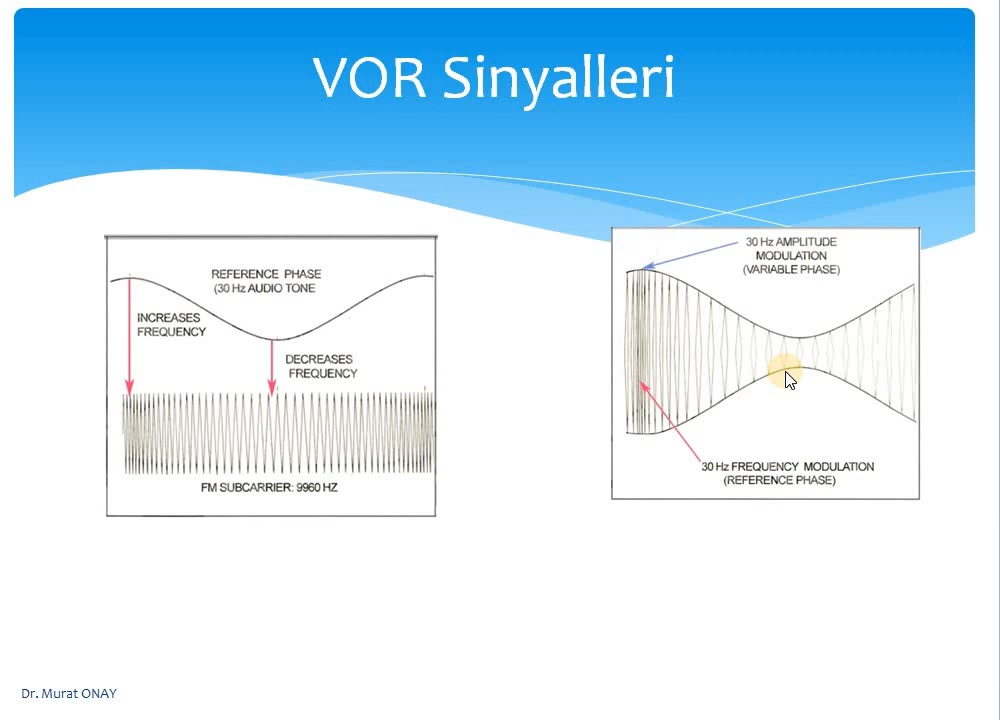 VOR Sinyalleri
REFERENCE PHASE
(30 Hz AUDIO TONE
INCREASES
FREQUENCY
DECREASES
FREQUENCY
FM SUBCARRIER: 9960 HZ
30 Hz AMPLITUDE
MODULATION
(VARIABLE PHASE)
30 Hz FREQUENCY MODULATION
(REFERENCE PHASE)
Dr. Murat ONAY